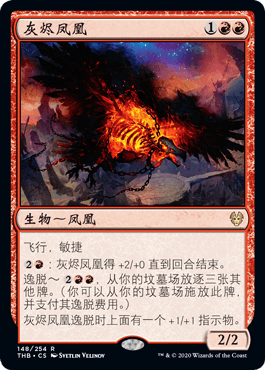 灰烬凤凰 1
生物～凤凰
飞行，敏捷
2：灰烬凤凰得+2/+0直到回合结束。
逸脱～2，从你的坟墓场放逐三张其
他牌。（你可以从你的坟墓场施放此牌，
并支付其逸脱费用。）
灰烬凤凰逸脱时上面有一个+1/+1指示物。
2/2
148/254 R
THB • CS SVETLIN VELINOV ™ & © 2020 Wizards of the Coast